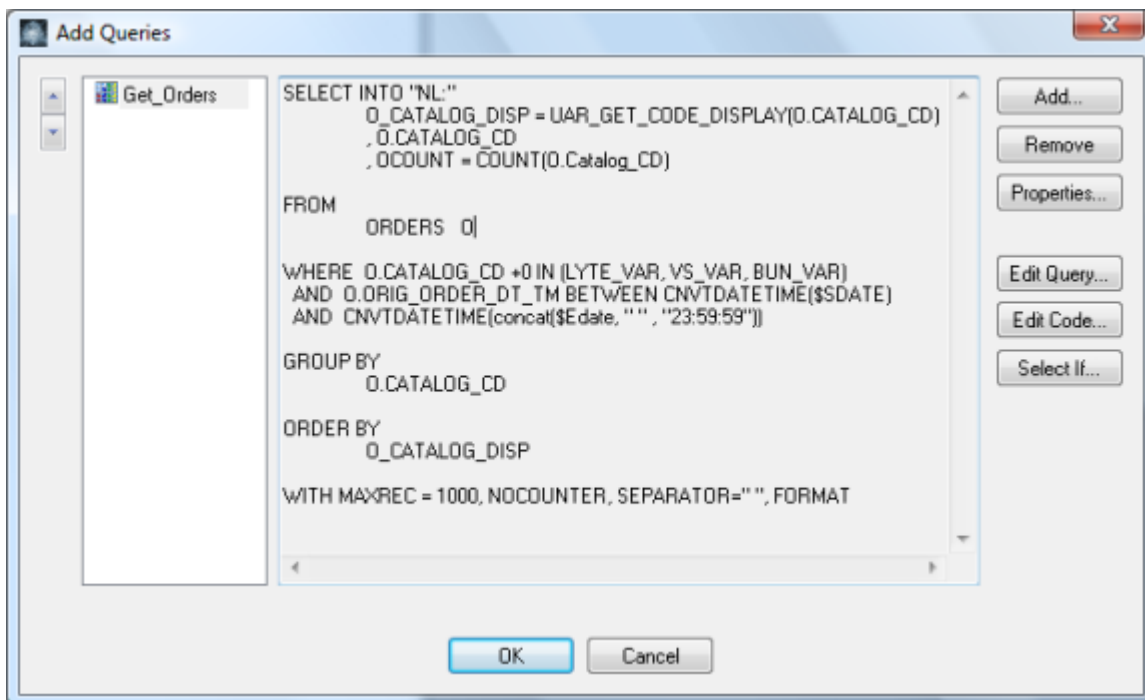 Add Queries
Get_Orders
SELECT INTO "NL:"
O_CATALOG_DISP = UAR_GET_CODE_DISPLAY(O.CATALOG_CD)
, O.CATALOG_CD
, OCOUNT = COUNT(O.Catalog_CD)
FROM
ORDERS O
WHERE O.CATALOG_CD +0 IN (LYTE_VAR, VS_VAR, BUN_VAR)
AND O.ORIG_ORDER_DT_TM BETWEEN CNVTDATETIME($SDATE)
AND CNVTDATETIME(concat($Edate, " " , "23:59:59"))
GROUP BY
O.CATALOG_CD
ORDER BY
O_CATALOG_DISP
WITH MAXREC = 1000, NOCOUNTER, SEPARATOR=" ", FORMAT
Add...
Remove
Properties...
Edit Query...
Edit Code...
Select If...
OK
Cancel